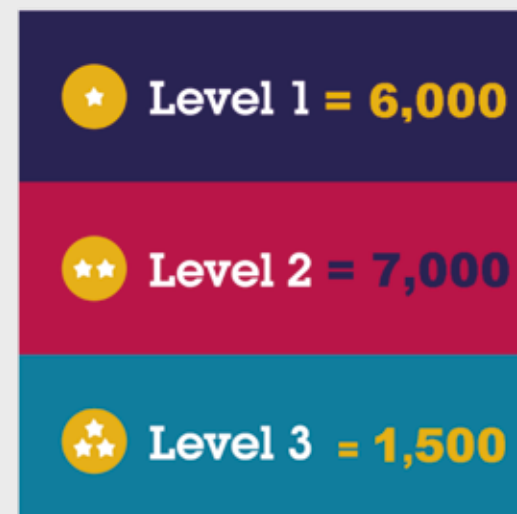 Level 1 = 6,000
Level 2 = 7,000
Level 3 = 1,500